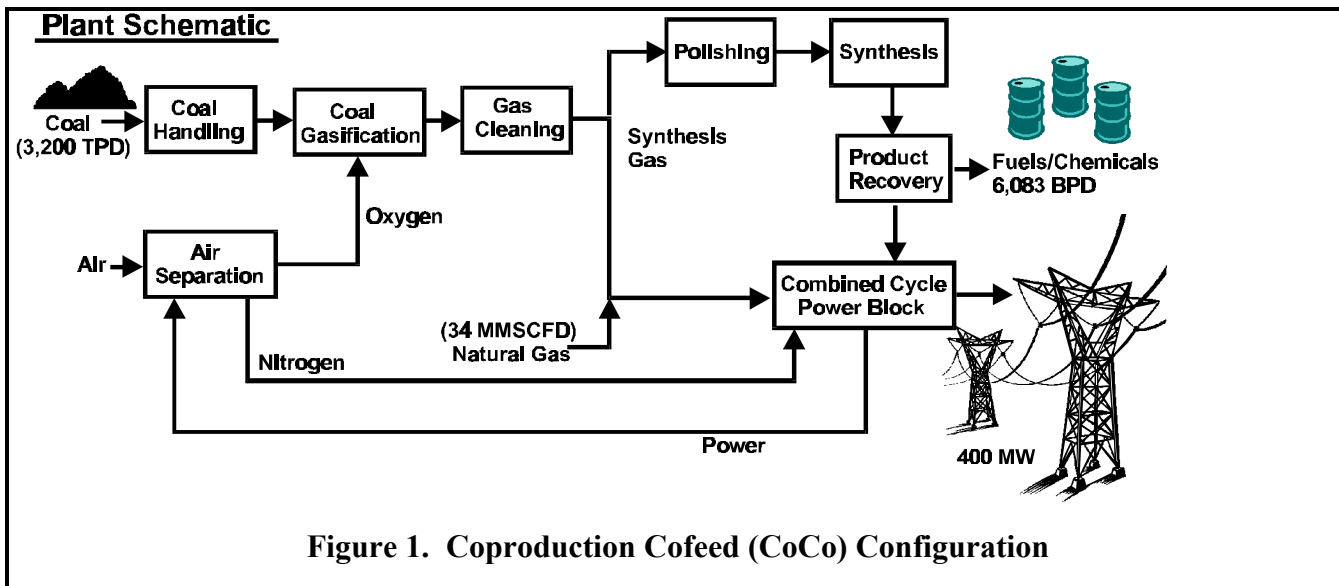 Plant Schematic
Coal
(3,200 TPD)
Coal
Handling
Coal
Gasification
Gas
Cleaning
Polishing
Synthesis
Synthesis
Gas
Product
Recovery
Fuels/Chemicals
6,083 BPD
Oxygen
Air
Air
Separation
Combined Cycle
Power Block
(34 MMSCFD)
Natural Gas
Nitrogen
Power
400 MW
Figure 1. Coproduction Cofeed (CoCo) Configuration